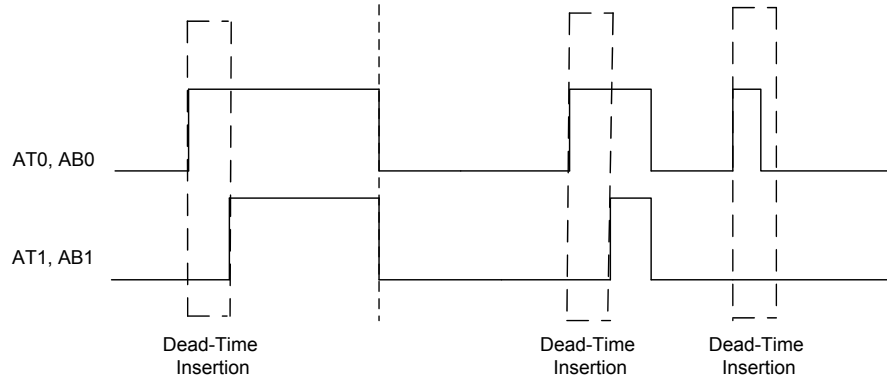 AT0, AB0
AT1, AB1
Dead-Time
Insertion
Dead-Time
Insertion
Dead-Time
Insertion